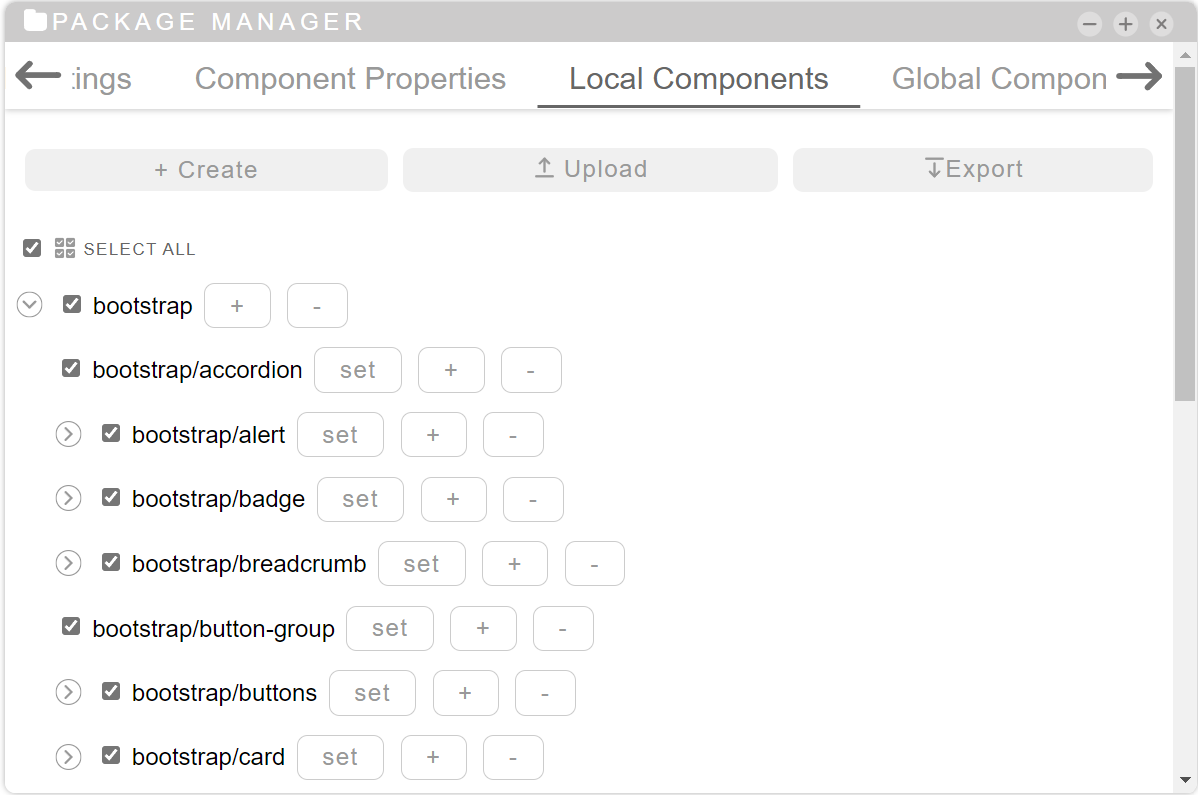 PACKAGE MANAGER
tings Component Properties Local Components Global Compon
+ Create Upload Export
SELECT ALL
bootstrap + -
bootstrap/accordion set + -
bootstrap/alert set + -
bootstrap/badge set + -
bootstrap/breadcrumb set + -
bootstrap/button-group set + -
bootstrap/buttons set + -
bootstrap/card set + -